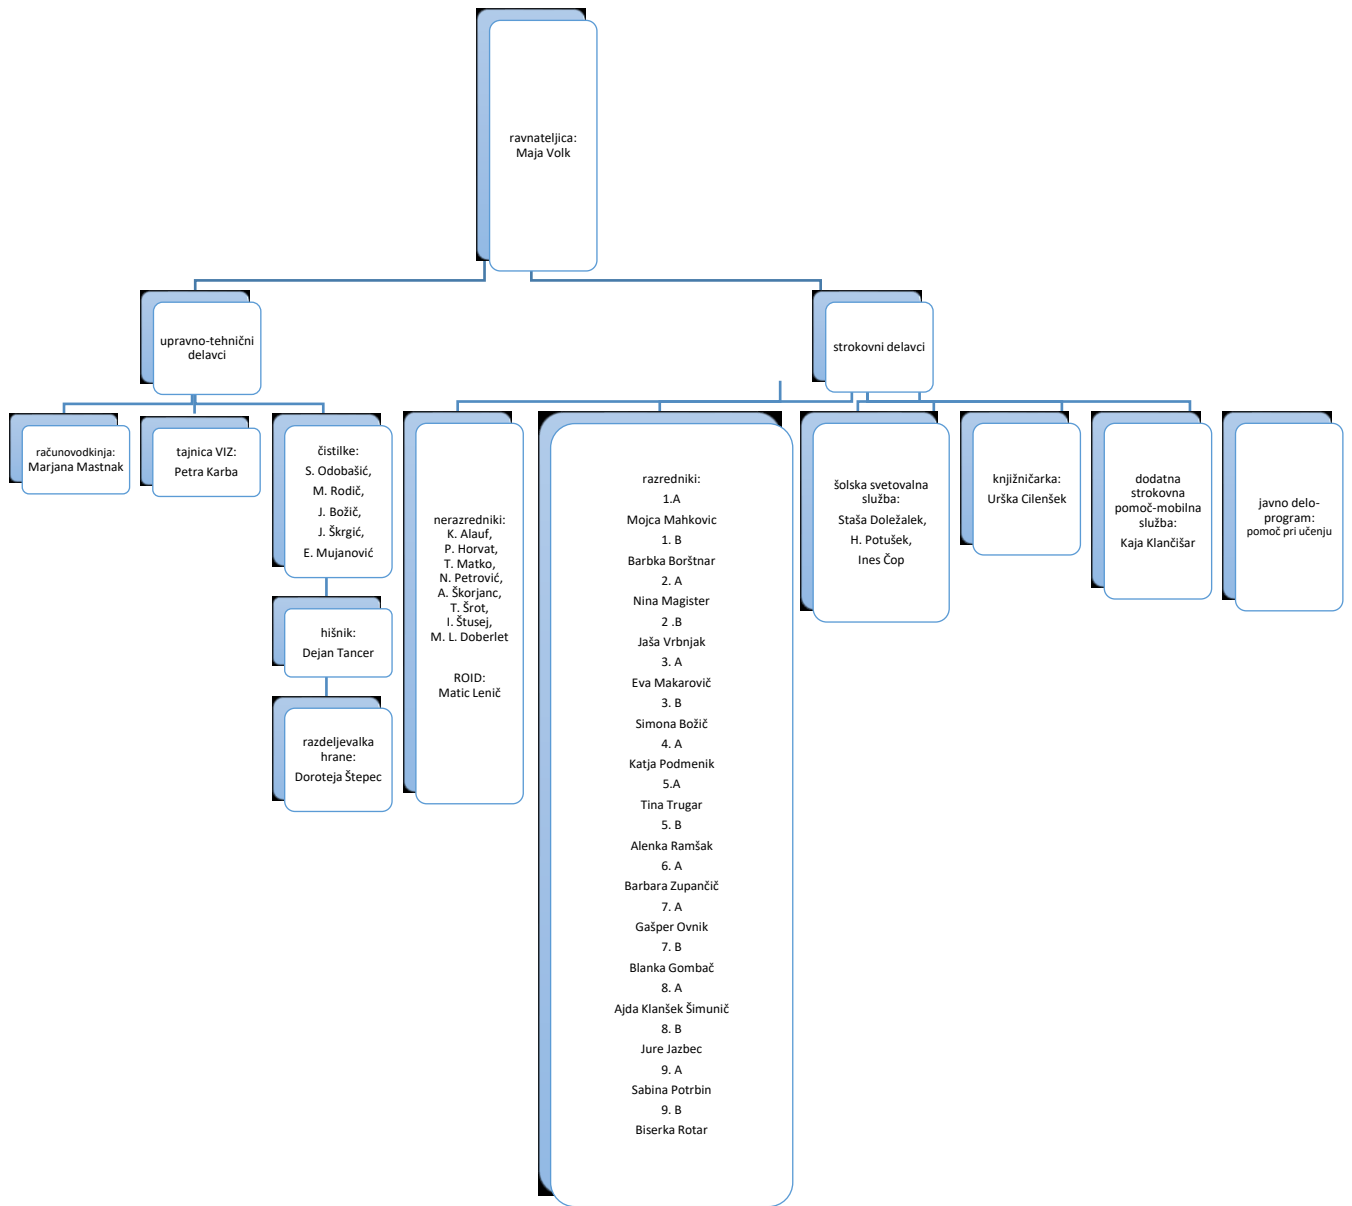 ravnateljica:
Maja Volk
upravno-tehnični
delavci
strokovni delavci
računovodkinja:
Marjana Mastnak
tajnica VIZ:
Petra Karba
čistilke:
S. Odobašić,
M. Rodič,
J. Božič,
J. Škrgić,
E. Mujanović
hišnik:
Dejan Tancer
razdeljevalka
hrane:
Doroteja Štepec
nerazredniki:
K. Alauf,
P. Horvat,
T. Matko,
N. Petrović,
A. Škorjanc,
T. Šrot,
I. Štusej,
M. L. Doberlet
ROID:
Matic Lenič
razredniki:
1.A
Mojca Mahkovic
1. B
Barbka Borštnar
2. A
Nina Magister
2 .B
Jaša Vrbnjak
3. A
Eva Makarovič
3. B
Simona Božič
4. A
Katja Podmenik
5.A
Tina Trugar
5. B
Alenka Ramšak
6. A
Barbara Zupančič
7. A
Gašper Ovnik
7. B
Blanka Gombač
8. A
Ajda Klanšek Šimunič
8. B
Jure Jazbec
9. A
Sabina Potrbin
9. B
Biserka Rotar
šolska svetovalna
služba:
Staša Doležalek,
H. Potušek,
Ines Čop
knjižničarka:
Urška Cilenšek
dodatna
strokovna
pomoč-mobilna
služba:
Kaja Klančišar
javno delo-
program:
pomoč pri učenju